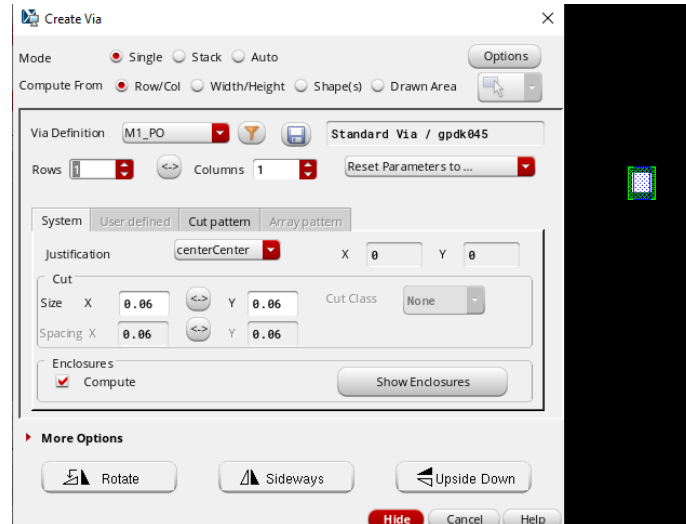 Create Via
Mode Single Stack Auto Options
Compute From Row/Col Width/Height Shape(s) Drawn Area
Via Definition M1_PO Standard Via / gpdk045
Rows 1 <-> Columns 1 Reset Parameters to ...
System User defined Cut pattern Array pattern
Justification centerCenter X 0 Y 0
Cut
Size X 0.06 <-> Y 0.06 Cut Class None
Spacing X 0.06 <-> Y 0.06
Enclosures
Compute Show Enclosures
More Options
Rotate Sideways Upside Down
Hide Cancel Help